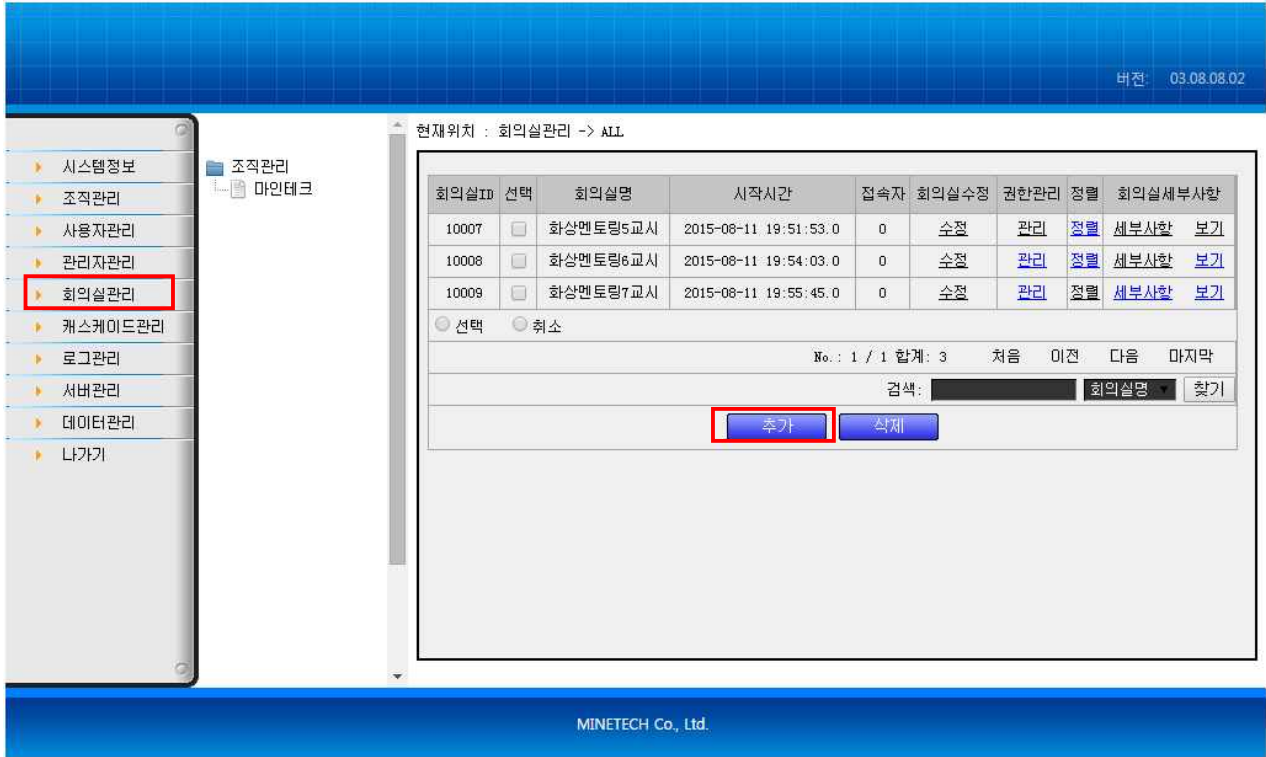 버전: 03.08.08.02
시스템정보
조직관리
사용자관리
관리자관리
회의실관리
캐스케이드관리
로그관리
서버관리
데이터관리
나가기
조직관리
마인테크
현재위치 : 회의실관리 -> ALL
회의실ID 선택 회의실명 시작시간 접속자 회의실수정 권한관리 정렬 회의실세부사항
10007 화상멘토링5교시 2015-08-11 19:51:53.0 0 수정 관리 정렬 세부사항 보기
10008 화상멘토링6교시 2015-08-11 19:54:03.0 0 수정 관리 정렬 세부사항 보기
10009 화상멘토링7교시 2015-08-11 19:55:45.0 0 수정 관리 정렬 세부사항 보기
선택 취소
No.: 1 / 1 합계: 3 처음 이전 다음 마지막
검색: 회의실명 찾기
추가 삭제
MINETECH Co., Ltd.